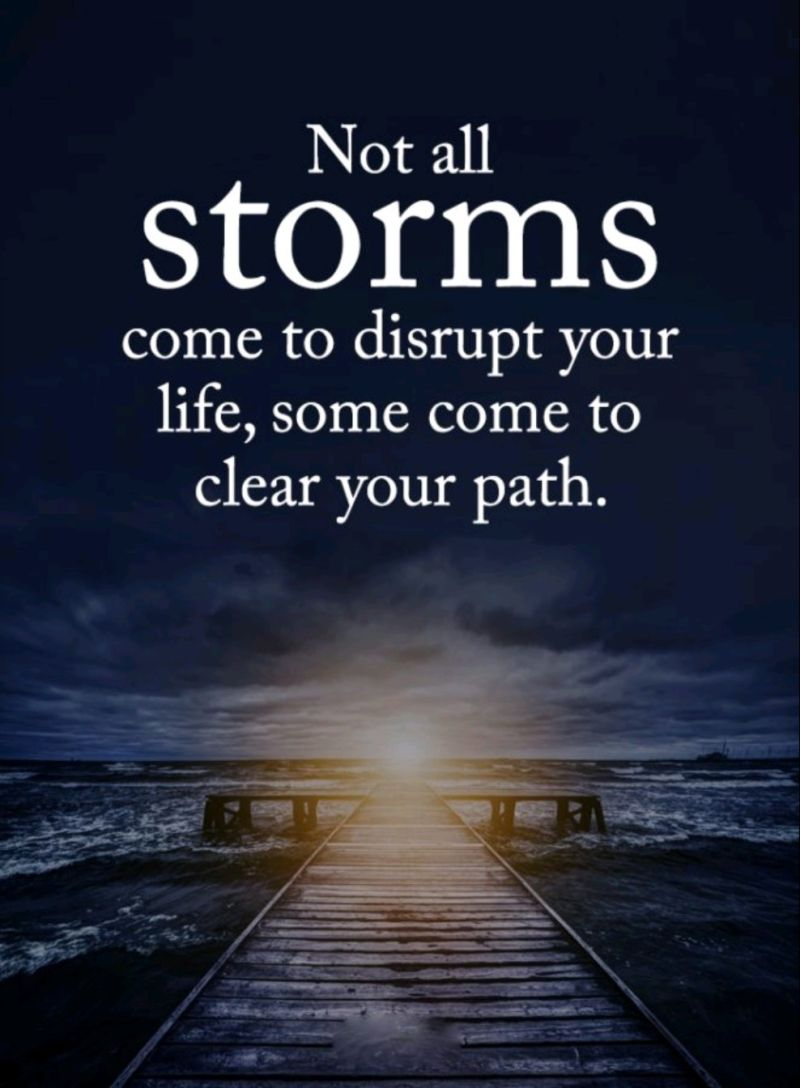 Not all
storms
come to disrupt your
life, some come to
clear your path.